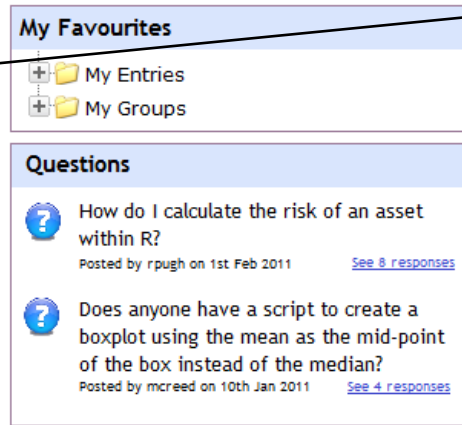 My Favourites
My Entries
My Groups
Questions
How do I calculate the risk of an asset
within R?
Posted by rpugh on 1st Feb 2011 See 8 responses
Does anyone have a script to create a
boxplot using the mean as the mid-point
of the box instead of the median?
Posted by mcreed on 10th Jan 2011 See 4 responses